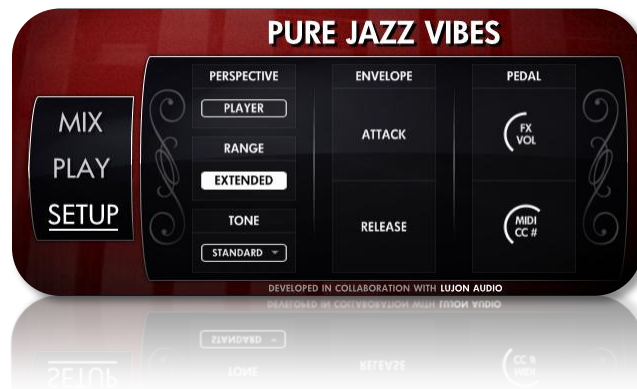 PURE JAZZ VIBES
MIX
PLAY
SETUP
PERSPECTIVE
PLAYER
RANGE
EXTENDED
TONE
STANDARD
ENVELOPE
ATTACK
RELEASE
PEDAL
FX
VOL
MIDI
CC #
DEVELOPED IN COLLABORATION WITH LUJON AUDIO